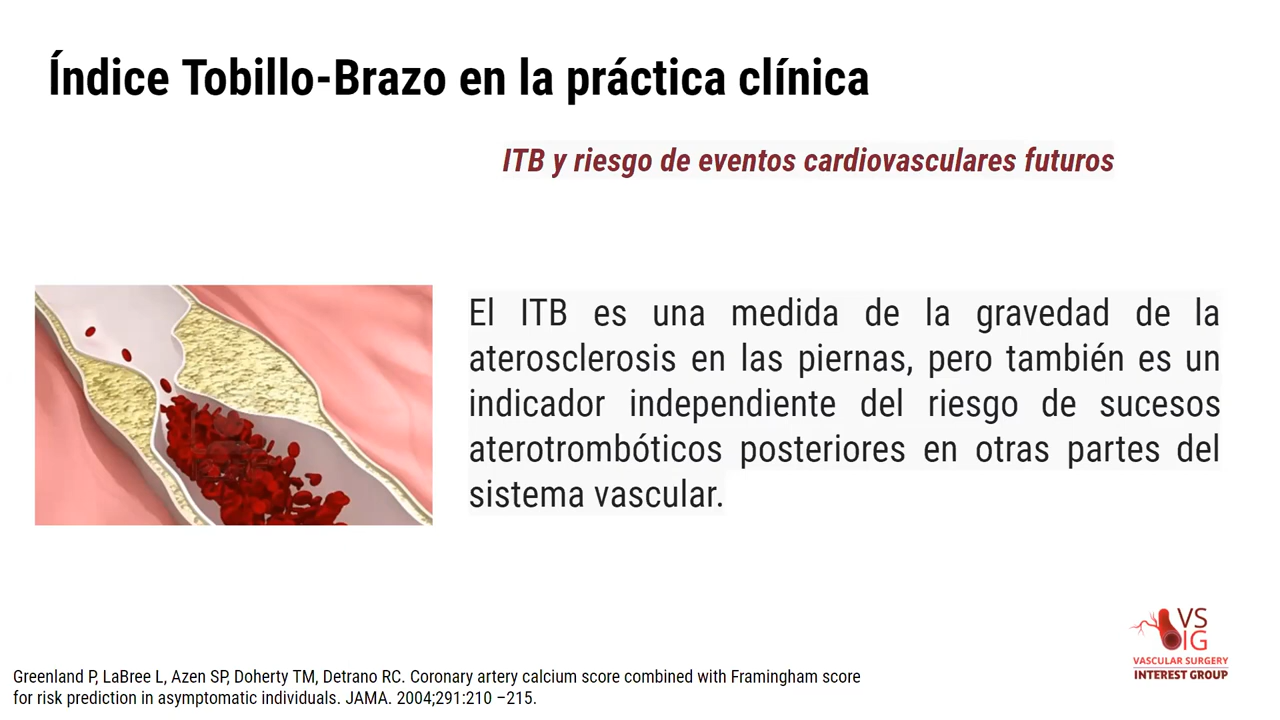 Índice Tobillo-Brazo en la práctica clínica
ITB y riesgo de eventos cardiovasculares futuros
El ITB es una medida de la gravedad de la
aterosclerosis en las piernas, pero también es un
indicador independiente del riesgo de sucesos
aterotrombóticos posteriores en otras partes del
sistema vascular.
VS
IG
VASCULAR SURGERY
INTEREST GROUP
Greenland P, LaBree L, Azen SP, Doherty TM, Detrano RC. Coronary artery calcium score combined with Framingham score
for risk prediction in asymptomatic individuals. JAMA. 2004;291:210 –215.